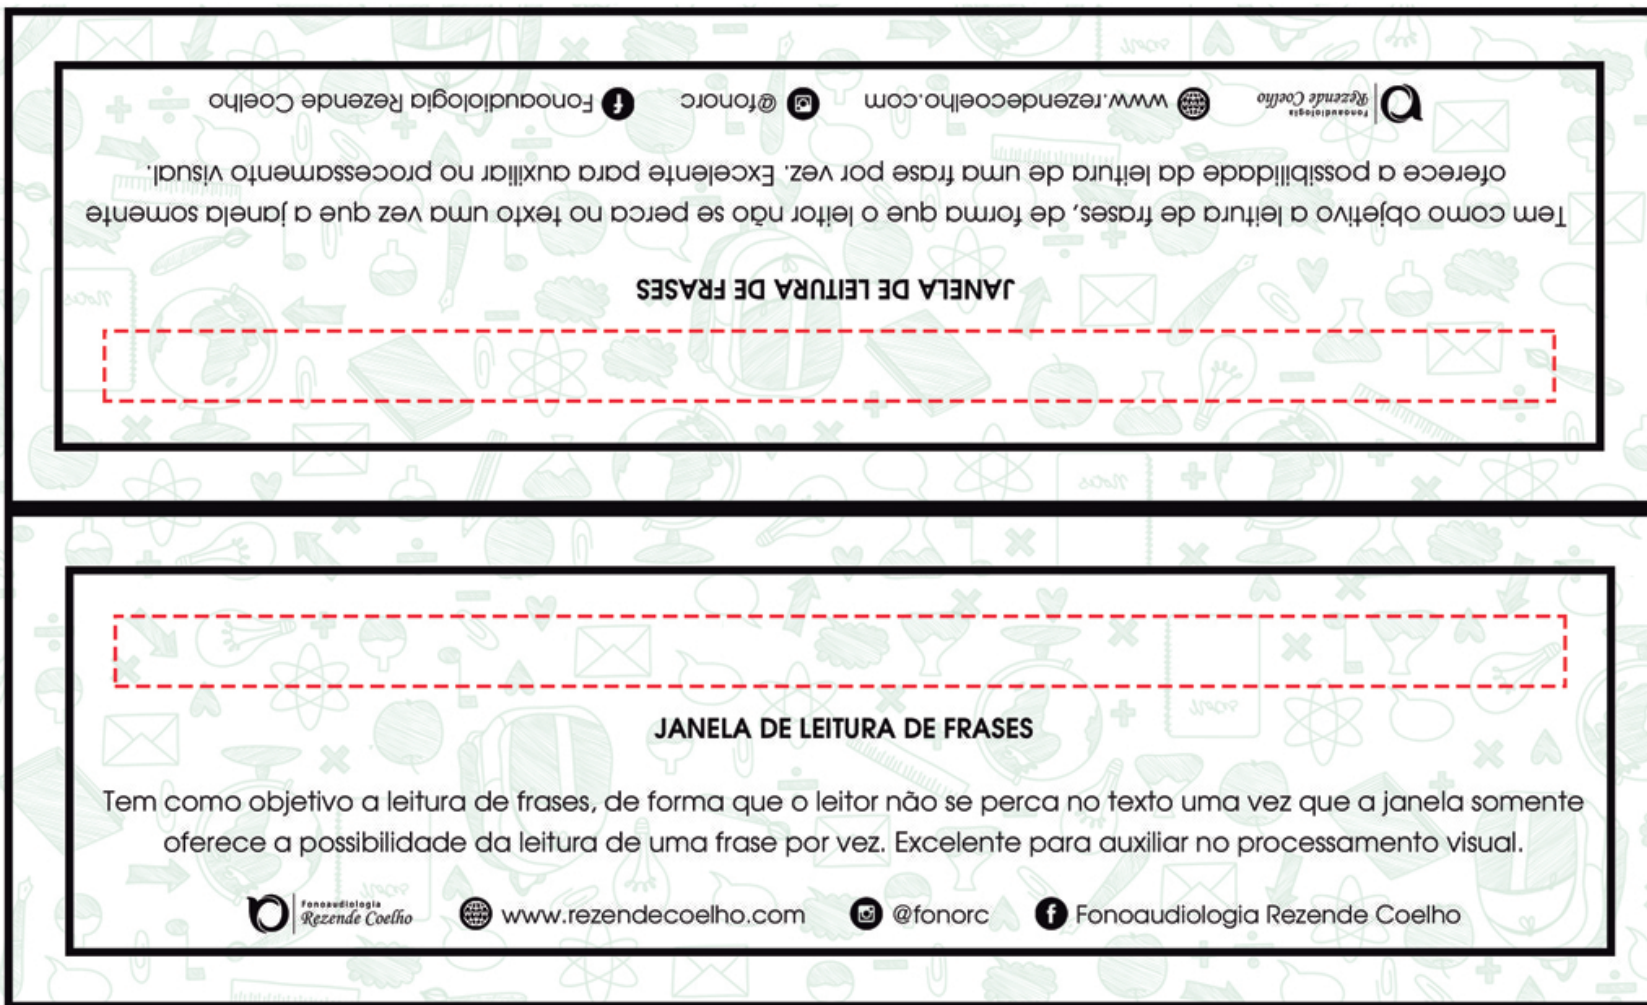 Fonoaudiologia
Rezende Coelho
www.rezendecoelho.com
@fonorc
Fonoaudiologia Rezende Coelho
Tem como objetivo a leitura de frases, de forma que o leitor não se perca no texto uma vez que a janela somente
oferece a possibilidade da leitura de uma frase por vez. Excelente para auxiliar no processamento visual.
JANELA DE LEITURA DE FRASES
JANELA DE LEITURA DE FRASES
Tem como objetivo a leitura de frases, de forma que o leitor não se perca no texto uma vez que a janela somente
oferece a possibilidade da leitura de uma frase por vez. Excelente para auxiliar no processamento visual.
Fonoaudiologia
Rezende Coelho
www.rezendecoelho.com
@fonorc
Fonoaudiologia Rezende Coelho
notes
notes
notes
notes
notes